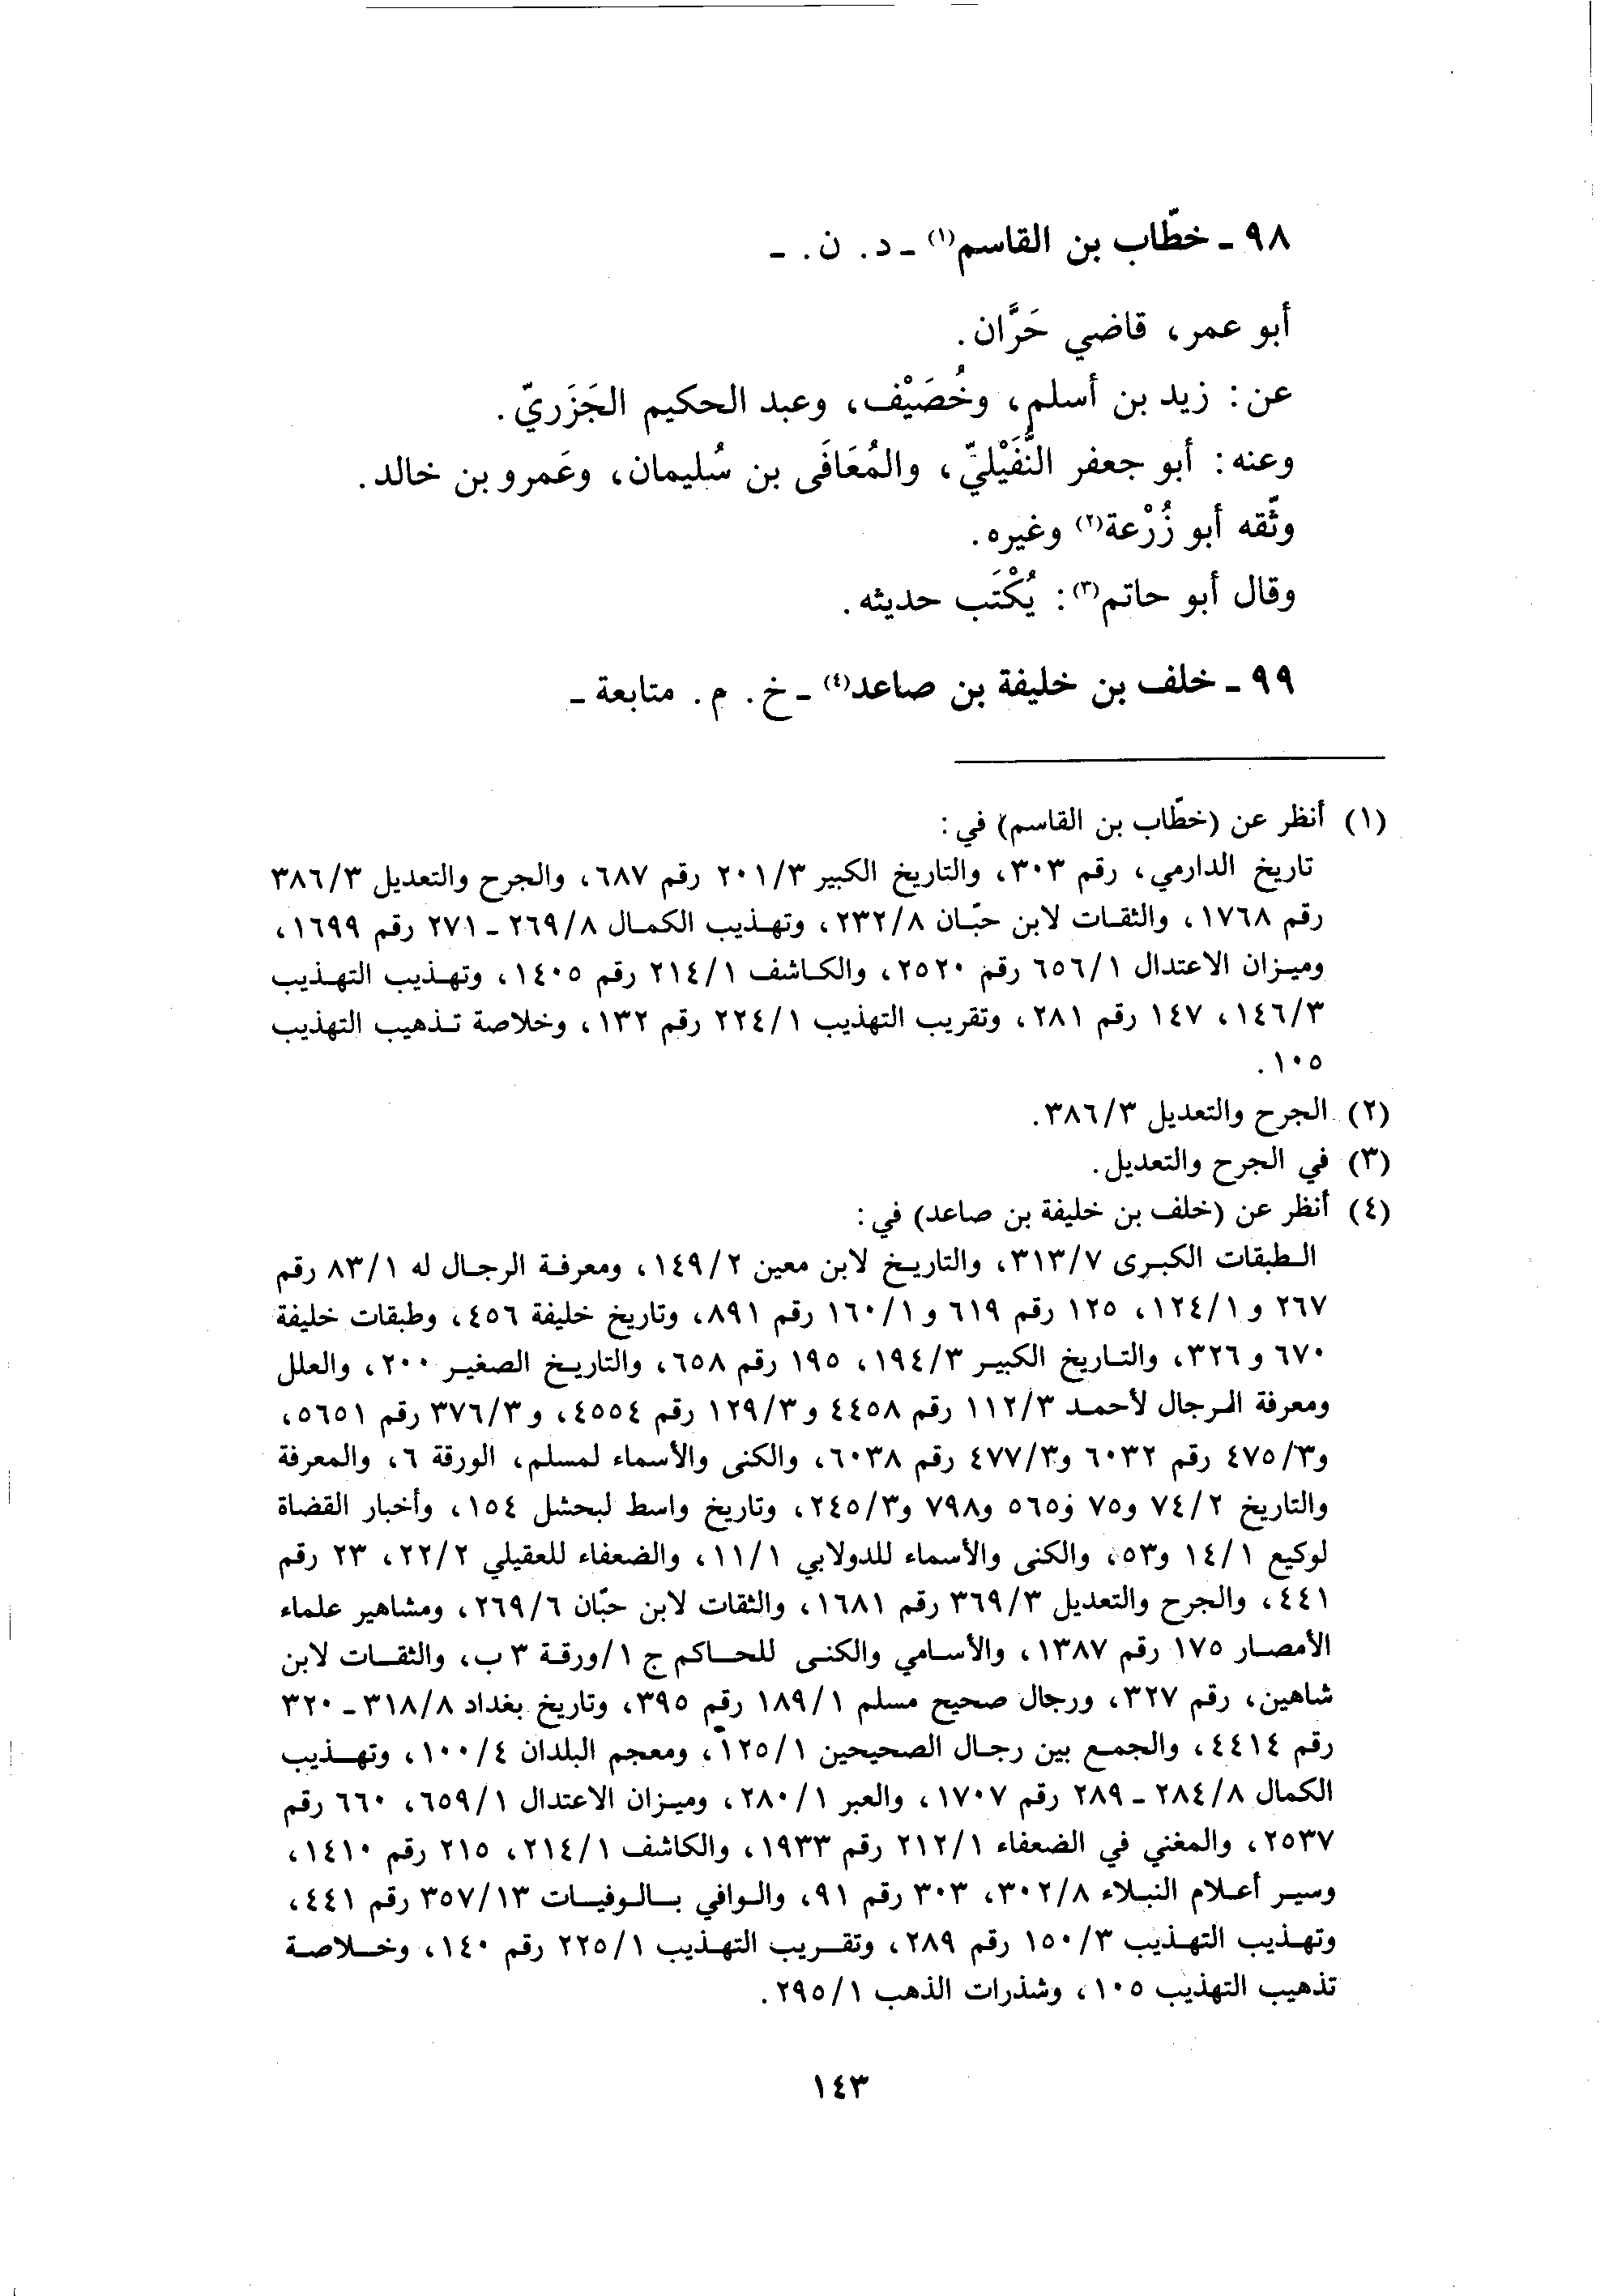 ٩٨ ـ خطّاب بن القاسم(١) ـ د. ن. ـ
أبو عمر، قاضي حَرَّان.
عن: زيد بن أسلم، وخُصَيْف، وعبد الحكيم الجَزَريّ.
وعنه: أبو جعفر النُّفَيْليّ، والمُعَافَى بن سُليمان، وعَمرو بن خالد.
وثّقه أبو زُرْعة(٢) وغيره.
وقال أبو حاتم(٣): يُكْتَب حديثه.
٩٩ ـ خلف بن خليفة بن صاعد(٤) ـ خ. م. متابعة ـ
(١) أنظر عن (خطّاب بن القاسم) في:
تاريخ الدارمي، رقم ٣٠٣، والتاريخ الكبير ٢٠١/٣ رقم ٦٨٧، والجرح والتعديل ٣٨٦/٣
رقم ١٧٦٨، والثقات لابن حبّان ٢٣٢/٨، وتهذيب الكمال ٢٦٩/٨ ـ ٢٧١ رقم ١٦٩٩،
وميزان الاعتدال ٦٥٦/١ رقم ٢٥٢٠، والكاشف ٢١٤/١ رقم ١٤٠٥، وتهذيب التهذيب
١٤٦/٣، ١٤٧ رقم ٢٨١، وتقريب التهذيب ٢٢٤/١ رقم ١٣٢، وخلاصة تذهيب التهذيب
١٠٥.
(٢) الجرح والتعديل ٣٨٦/٣.
(٣) في الجرح والتعديل.
(٤) أنظر عن (خلف بن خليفة بن صاعد) في:
الطبقات الكبرى ٣١٣/٧، والتاريخ لابن معين ١٤٩/٢، ومعرفة الرجال له ٨٣/١ رقم
٢٦٧ و ١٢٤/١، ١٢٥ رقم ٦١٩ و ١٦٠/١ رقم ٨٩١، وتاريخ خليفة ٤٥٦، وطبقات خليفة
٦٧٠ و ٣٢٦، والتاريخ الكبير ١٩٤/٣، ١٩٥ رقم ٦٥٨، والتاريخ الصغير ٢٠٠، والعلل
ومعرفة الرجال لأحمد ١١٢/٣ رقم ٤٤٥٨ و ١٢٩/٣ رقم ٤٥٥٤، و ٣٧٦/٣ رقم ٥٦٥١،
و٤٧٥/٣ رقم ٦٠٣٢ و٤٧٧/٣ رقم ٦٠٣٨، والكنى والأسماء لمسلم، الورقة ٦، والمعرفة
والتاريخ ٧٤/٢ و٧٥ و٥٦٥ و٧٩٨ و٢٤٥/٣، وتاريخ واسط لبحشل ١٥٤، وأخبار القضاة
لوكيع ١٤/١ و٥٣، والكنى والأسماء للدولابي ١١/١، والضعفاء للعقيلي ٢٢/٢، ٢٣ رقم
٤٤١، والجرح والتعديل ٣٦٩/٣ رقم ١٦٨١، والثقات لابن حبّان ٢٦٩/٦، ومشاهير علماء
الأمصار ١٧٥ رقم ١٣٨٧، والأسامي والكنى للحاكم ج ١/ورقة ٣ ب، والثقات لابن
شاهين، رقم ٣٢٧، ورجال صحيح مسلم ١٨٩/١ رقم ٣٩٥، وتاريخ بغداد ٣١٨/٨ ـ ٣٢٠
رقم ٤٤١٤، والجمع بين رجال الصحيحين ١٢٥/١، ومعجم البلدان ١٠٠/٤، وتهذيب
الكمال ٢٨٤/٨ ـ ٢٨٩ رقم ١٧٠٧، والعبر ٢٨٠/١، وميزان الاعتدال ٦٥٩/١، ٦٦٠ رقم
٢٥٣٧، والمغني في الضعفاء ٢١٢/١ رقم ١٩٣٣، والكاشف ٢١٤/١، ٢١٥ رقم ١٤١٠،
وسير أعلام النبلاء ٣٠٢/٨، ٣٠٣ رقم ٩١، والوافي بالوفيات ٣٥٧/١٣ رقم ٤٤١،
وتهذيب التهذيب ١٥٠/٣ رقم ٢٨٩، وتقريب التهذيب ٢٢٥/١ رقم ١٤٠، وخلاصة
تذهيب التهذيب ١٠٥، وشذرات الذهب ٢٩٥/١.
١٤٣